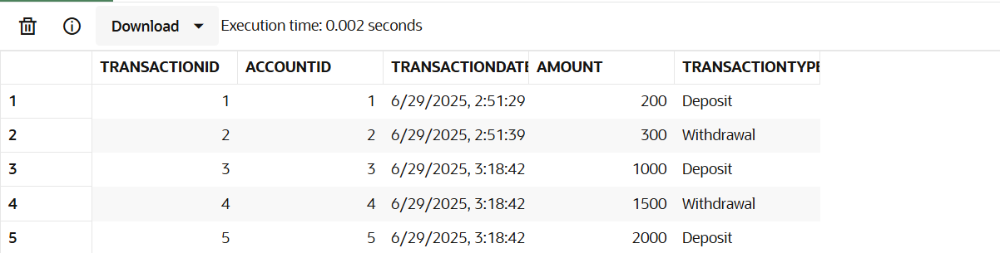 Download Execution time: 0.002 seconds
TRANSACTIONID ACCOUNTID TRANSACTIONDATE AMOUNT TRANSACTIONTYPE
1 1 1 6/29/2025, 2:51:29 200 Deposit
2 2 2 6/29/2025, 2:51:39 300 Withdrawal
3 3 3 6/29/2025, 3:18:42 1000 Deposit
4 4 4 6/29/2025, 3:18:42 1500 Withdrawal
5 5 5 6/29/2025, 3:18:42 2000 Deposit